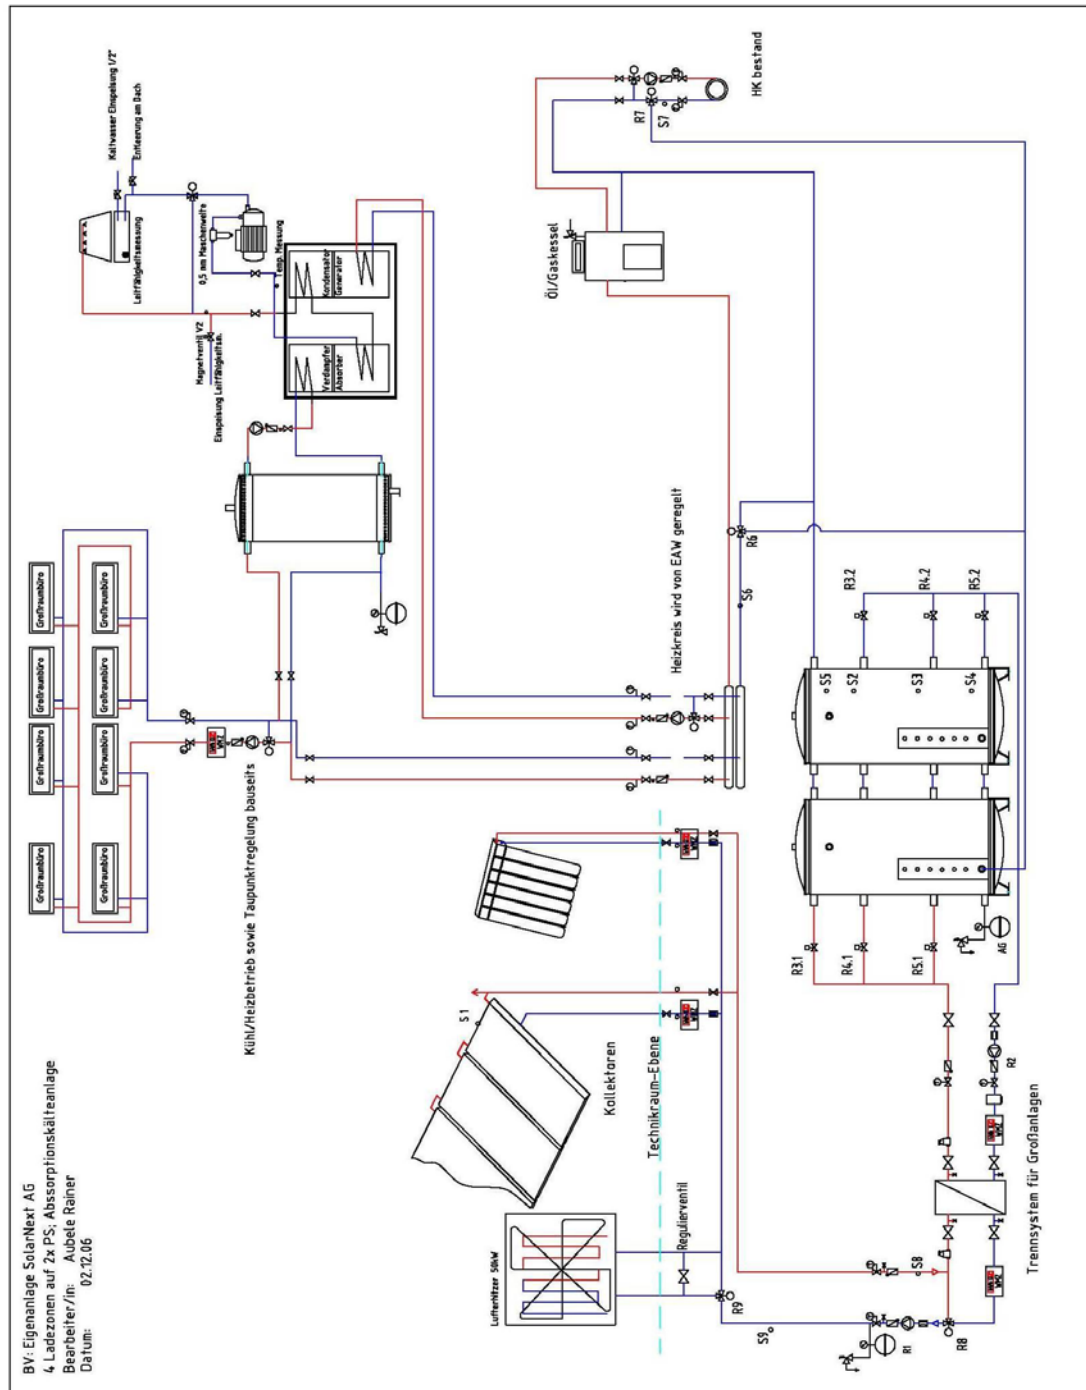 BV: Eigenanlage SolarNext AG
4 Ladezonen auf 2x PS; Abssorptionskälteanlage
Bearbeiter/in: Aubele Rainer
Datum: 02.12.06
Großraumbüro
Großraumbüro
Großraumbüro
Großraumbüro
Großraumbüro
Großraumbüro
Großraumbüro
Großraumbüro
Kühl/Heizbetrieb sowie Taupunktregelung bauseits
Kaltwasser Einspeisung 1/2"
Entleerung am Dach
Leitfähigkeitsmessung
0,5 mm Maschenweite
Temp. Messung
Magnetventil V2
Einspeisung Leitfähigkeitsm.
Verdampfer
Absorber
Kondensator
Generator
HK bestand
R7
S7
Öl/Gaskessel
Heizkreis wird von EAW geregelt
R6
S6
S 1
Kollektoren
Technikraum-Ebene
Lufterhitzer 50kW
Regulierventil
R9
S9
R3.2
R4.2
R5.2
S5
S2
S3
S4
R3.1
R4.1
R5.1
AG
R2
S8
R1
R8
Trennsystem für Großanlagen